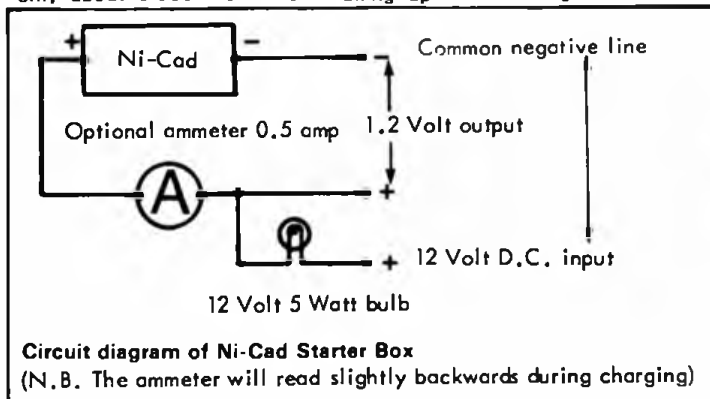 + Ni-Cad - Common negative line
-
Optional ammeter 0.5 amp 1.2 Volt output
A +
+ 12 Volt D.C. input
12 Volt 5 Watt bulb
Circuit diagram of Ni-Cad Starter Box
(N.B. The ammeter will read slightly backwards during charging)